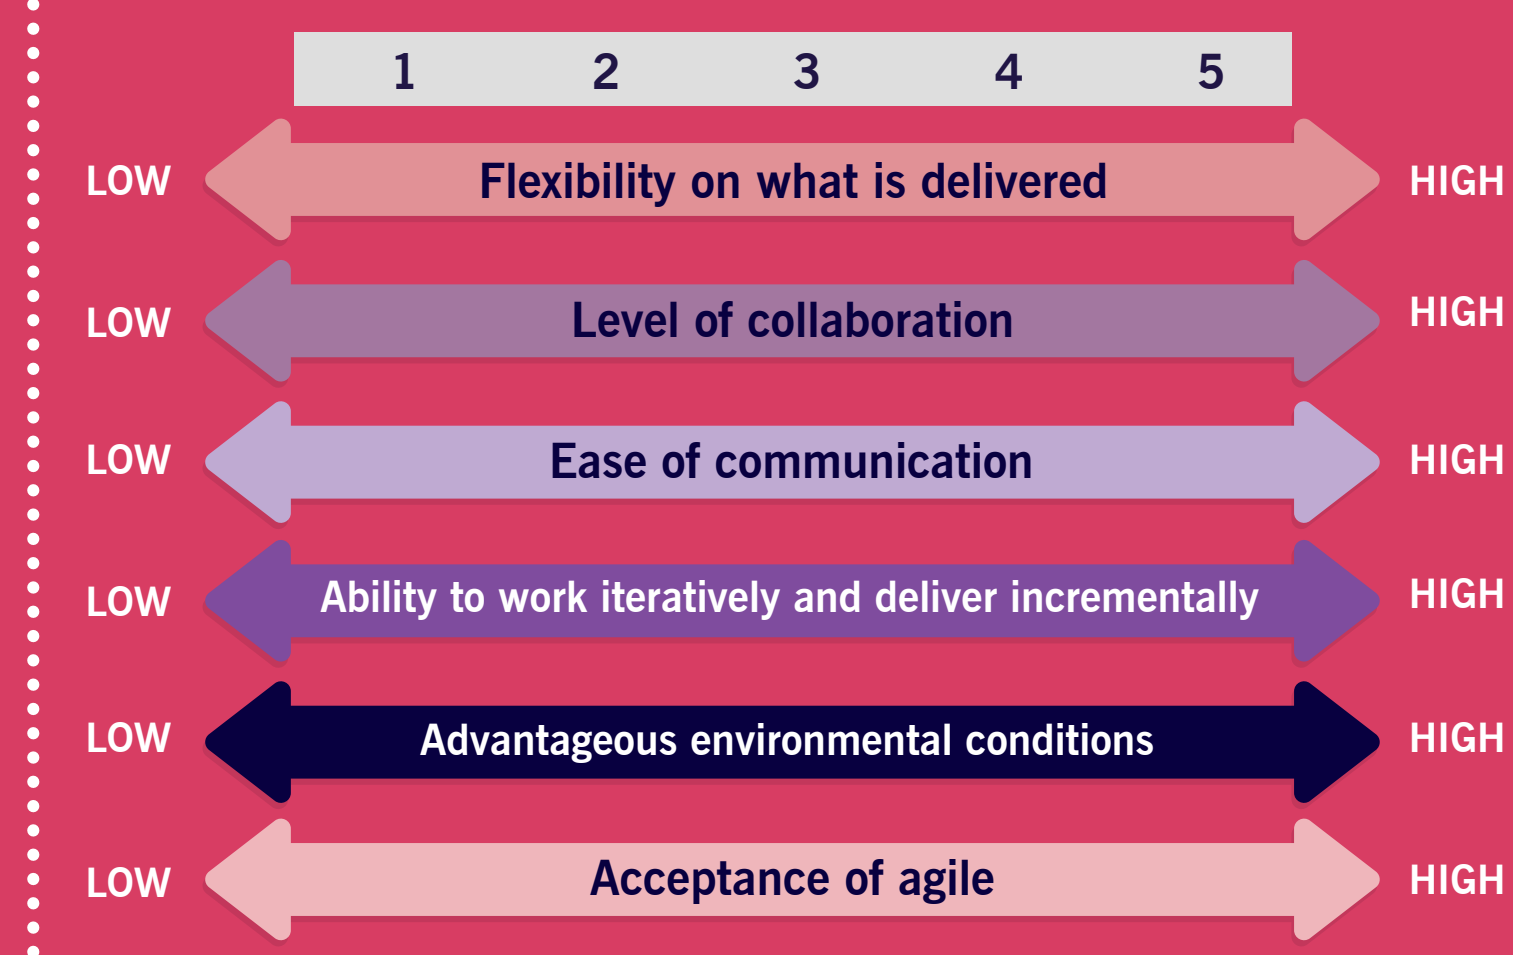 1 2 3 4 5
LOW Flexibility on what is delivered HIGH
LOW Level of collaboration HIGH
LOW Ease of communication HIGH
LOW Ability to work iteratively and deliver incrementally HIGH
LOW Advantageous environmental conditions HIGH
LOW Acceptance of agile HIGH